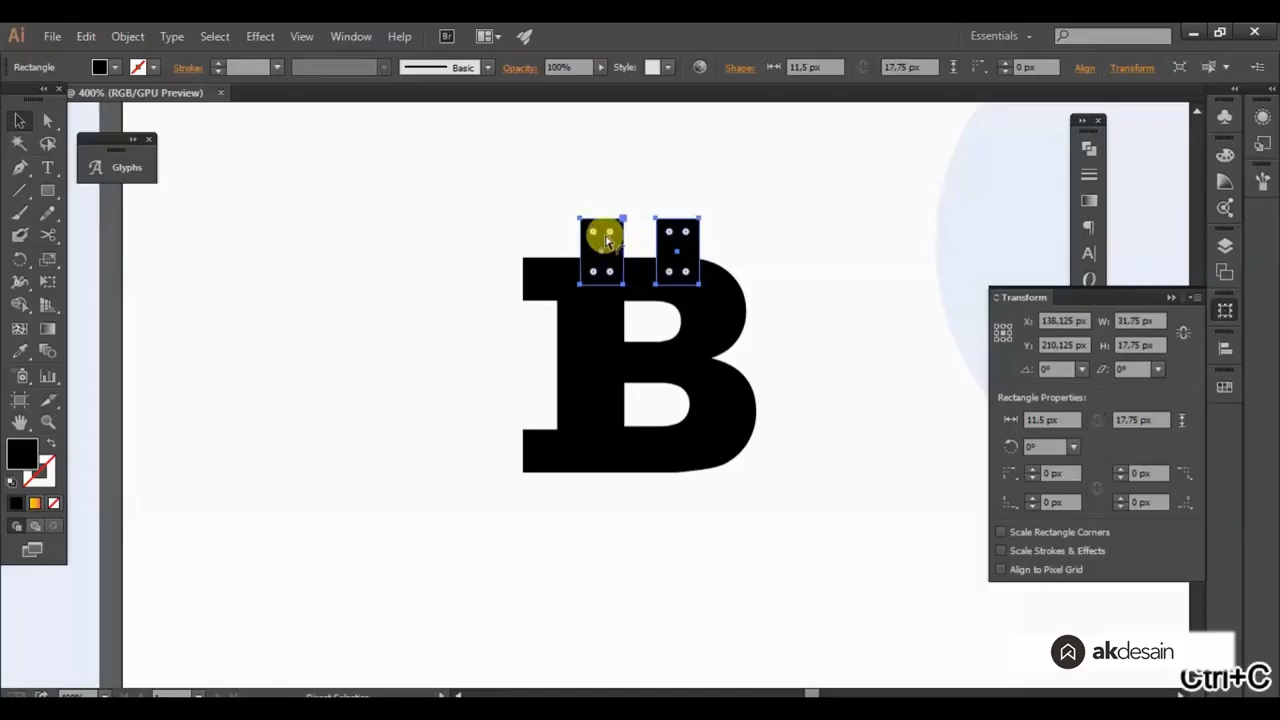 Ai File Edit Object Type Select Effect View Window Help Br Essentials
Rectangle Stroke: Basic Opacity: 100% Style: Shape: 11,5 px 17,75 px 0 px Align Transform
@ 400% (RGB/GPU Preview) ×
A Glyphs
B
Transform
X: 138,125 px W: 31,75 px
Y: 210,125 px H: 17,75 px
0° 0°
Rectangle Properties:
11,5 px 17,75 px
0°
0 px 0 px
0 px 0 px
Scale Rectangle Corners
Scale Strokes & Effects
Align to Pixel Grid
akdesain
Ctrl+C